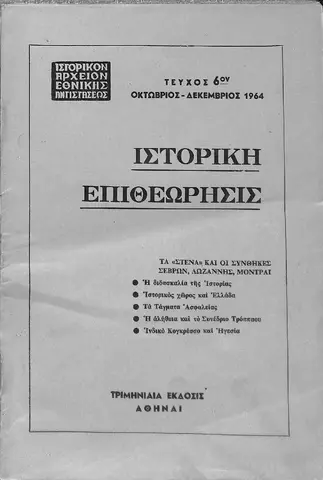 ΙΣΤΟΡΙΚΟΝ
ΑΡΧΕΙΟΝ
ΕΘΝΙΚΗΣ
ΑΝΤΙΣΤΑΣΕΩΣ
ΤΕΥΧΟΣ 6ον
ΟΚΤΩΒΡΙΟΣ - ΔΕΚΕΜΒΡΙΟΣ 1964
ΙΣΤΟΡΙΚΗ
ΕΠΙΘΕΩΡΗΣΙΣ
ΤΑ «ΣΤΕΝΑ» ΚΑΙ ΟΙ ΣΥΝΘΗΚΕΣ
ΣΕΒΡΩΝ, ΛΩΖΑΝΝΗΣ, ΜΟΝΤΡΑΙ
● Ἡ διδασκαλία τῆς Ἱστορίας
● Ἱστορικὸς χῶρος καὶ Ἑλλάδα
● Τὰ Τάγματα Ἀσφαλείας
● Ἡ ἀλήθεια καὶ τὸ Συνέδριο Τρόππαου
● Ἰνδικὸ Κογκρέσσο καὶ Ἡγεσία
ΤΡΙΜΗΝΙΑΙΑ ΕΚΔΟΣΙΣ
ΑΘΗΝΑΙ